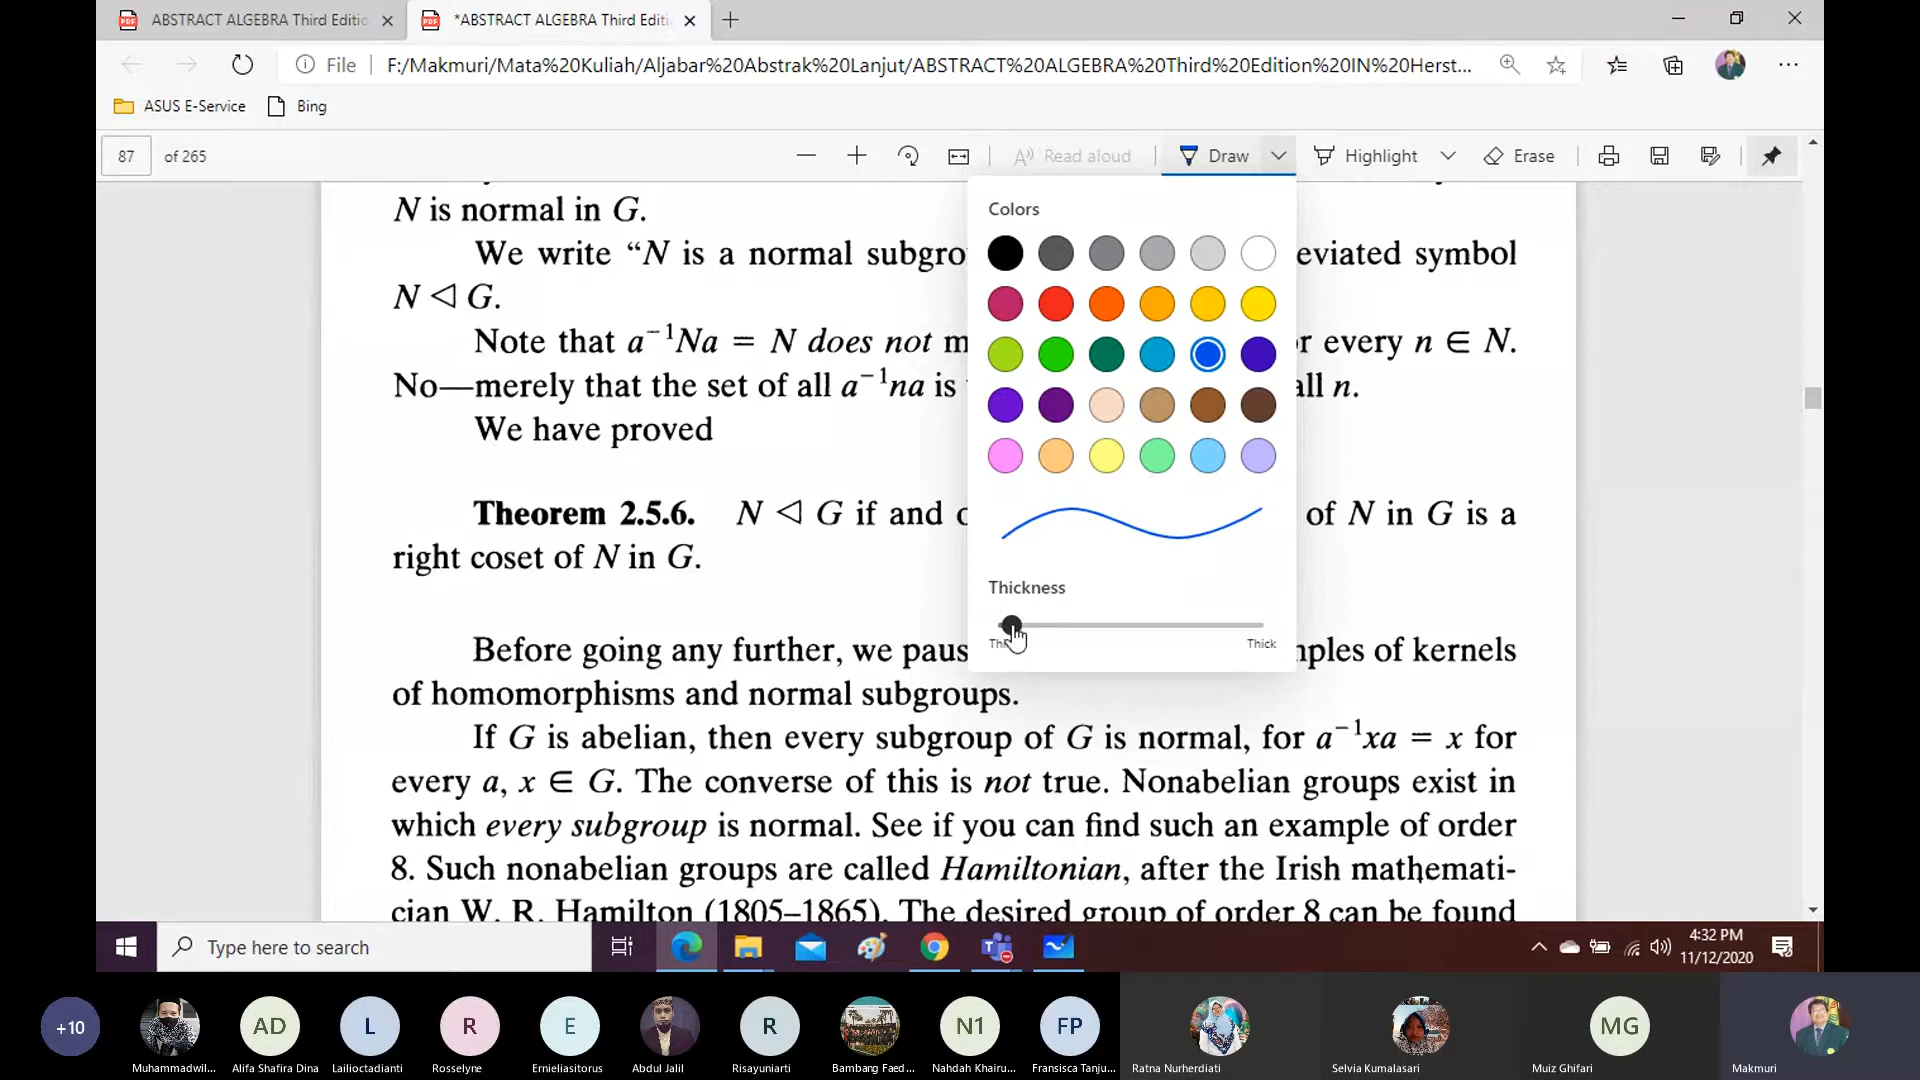 ABSTRACT ALGEBRA Third Editio
*ABSTRACT ALGEBRA Third Editi
File F:/Makmuri/Mata%20Kuliah/Aljabar%20Abstrak%20Lanjut/ABSTRACT%20ALGEBRA%20Third%20Edition%20IN%20Herst...
ASUS E-Service Bing
87 of 265 Read aloud Draw Highlight Erase
Colors
Thickness
Thick
N is normal in G.
We write “N is a normal subgro eviated symbol
N ◁ G.
Note that a⁻¹Na = N does not m r every n ∈ N.
No—merely that the set of all a⁻¹na is all n.
We have proved
Theorem 2.5.6. N ◁ G if and o of N in G is a
right coset of N in G.
Before going any further, we paus nples of kernels
of homomorphisms and normal subgroups.
If G is abelian, then every subgroup of G is normal, for a⁻¹xa = x for
every a, x ∈ G. The converse of this is not true. Nonabelian groups exist in
which every subgroup is normal. See if you can find such an example of order
8. Such nonabelian groups are called Hamiltonian, after the Irish mathemati-
cian W. R. Hamilton (1805–1865). The desired group of order 8 can be found
Type here to search
4:32 PM
11/12/2020
+10 AD L R E R N1 FP MG
Muhammadwil... Alifa Shafira Dina Lailioctadianti Rosselyne Ernieliasitorus Abdul Jalil Risayuniarti Bambang Faed... Nahdah Khairu... Fransisca Tanju... Ratna Nurherdiati Selvia Kumalasari Muiz Ghifari Makmuri